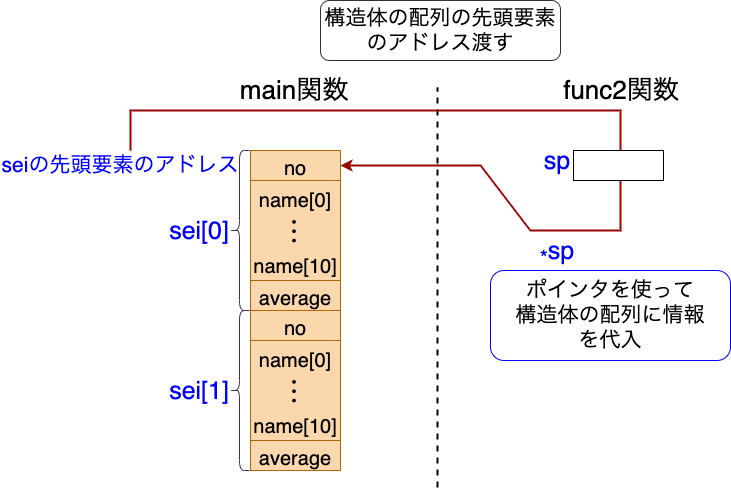 構造体の配列の先頭要素
のアドレス渡す
main関数
func2関数
seiの先頭要素のアドレス
no
sp
name[0]
sei[0]
⋮
name[10]
*sp
average
ポインタを使って
構造体の配列に情報
を代入
no
name[0]
sei[1]
⋮
name[10]
average